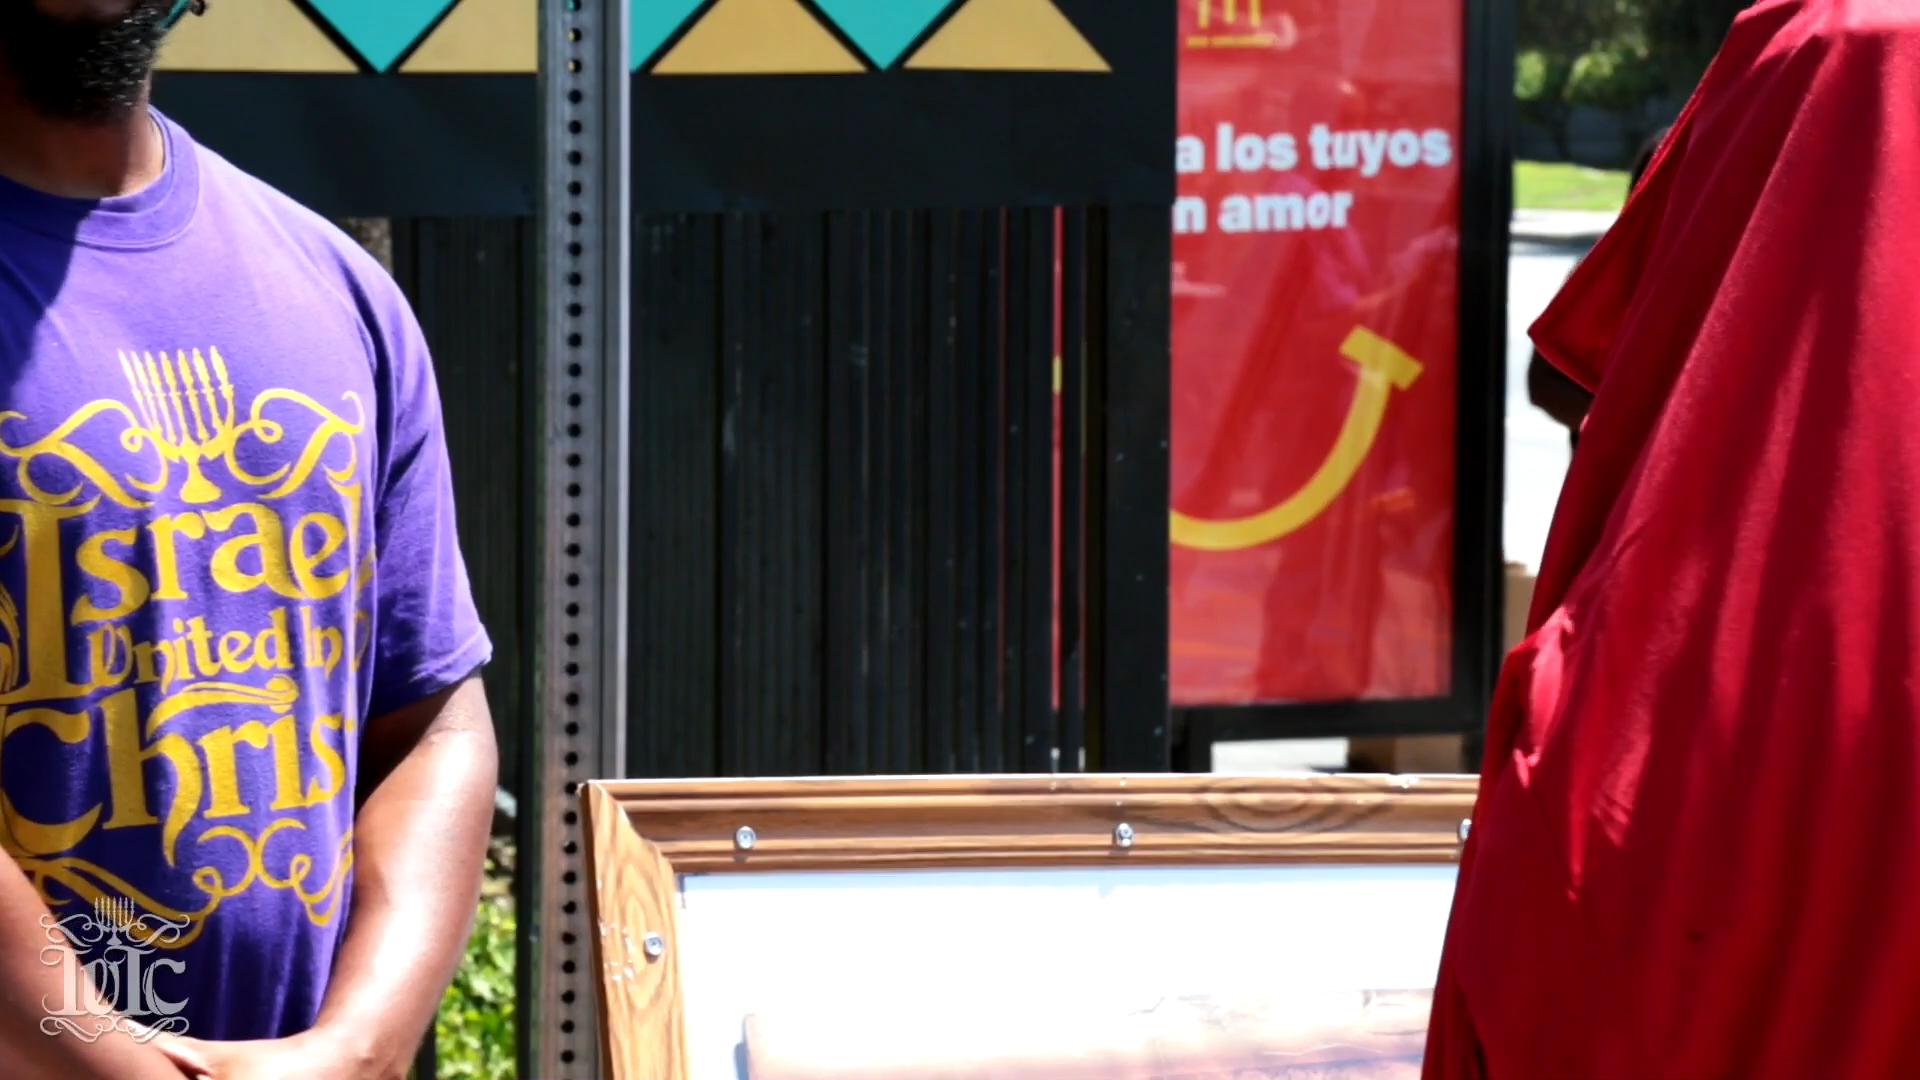 Israel
United In
Christ
a los tuyos
n amor
IUIC